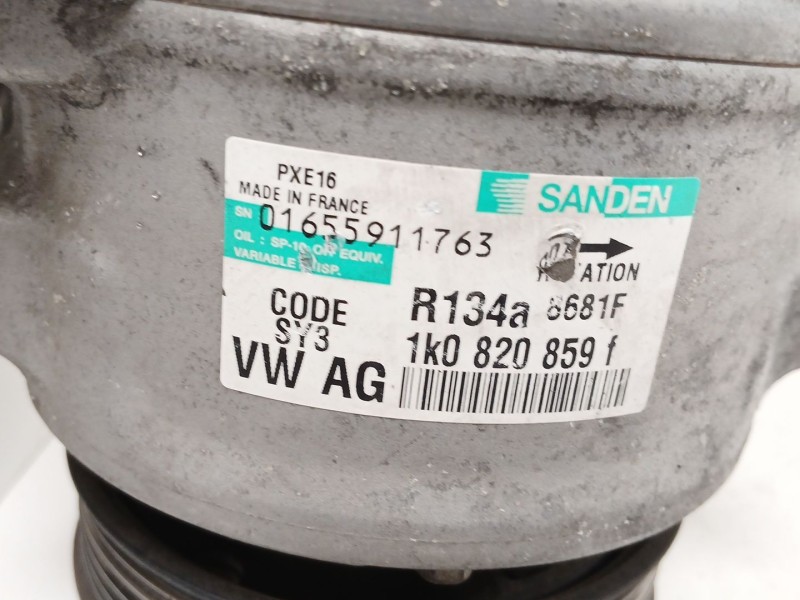 PXE16
MADE IN FRANCE
SANDEN
SN 01655911763
OIL : SP-10 OR EQUIV.
VARIABLE DISP.
ROTATION
CODE
SY3
R134a 8681F
VW AG
1k0 820 859 f